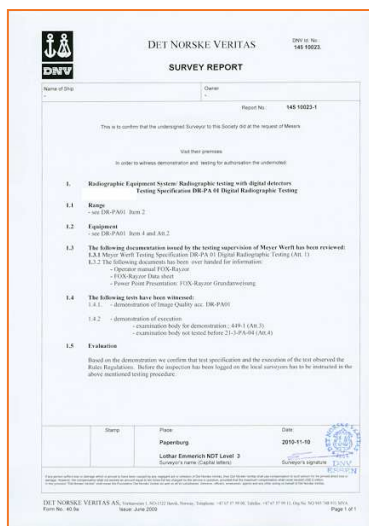 DNV
DET NORSKE VERITAS
DNV Id. No.:
145 10023.
SURVEY REPORT
Name of Ship
-
Owner
-
Report No. 145 10023-1
This is to confirm that the undersigned Surveyor to this Society did at the request of Messrs
Visit their premises
In order to witness demonstration and testing for authorisation the undernoted:
1. Radiographic Equipment System: Radiographic testing with digital detectors
Testing Specification DR-PA 01 Digital Radiographic Testing
1.1 Range
- see DR-PA01 Item 2
1.2 Equipment
- see DR-PA01 Item 4 and Att.2
1.3 The following documentation issued by the testing supervision of Meyer Werft has been reviewed:
1.3.1 Meyer Werft Testing Specification DR-PA 01 Digital Radiographic Testing (Att. 1)
1.3.2 The following documents has been over handed for information:
- Operator manual FOX-Rayzor
- FOX-Rayzor Data sheet
- Power Point Presentation: FOX-Rayzor Grundanweisung
1.4 The following tests have been witnessed:
1.4.1. - demonstration of Image Quality acc. DR-PA01
1.4.2 - demonstration of execution
- examination body for demonstration.: 449-1 (Att.3)
- examination body not tested before 21-3-PA-04 (Att.4)
1.5 Evaluation
Based on the demonstration we confirm that test specification and the execution of the test observed the
Rules Regulations. Before the inspection has been logged on the local surveyors has to be instructed in the
above mentioned testing procedure.
Stamp:
Place:
Papenburg
Date:
2010-11-10
Lothar Emmerich NDT Level 3
Surveyor's name (Capital letters)
Surveyor's signature
DNV
ESSEN
DET NORSKE VERITAS AS,
Form No.: 40.9a Issue: June 2009 Page 1 of 1